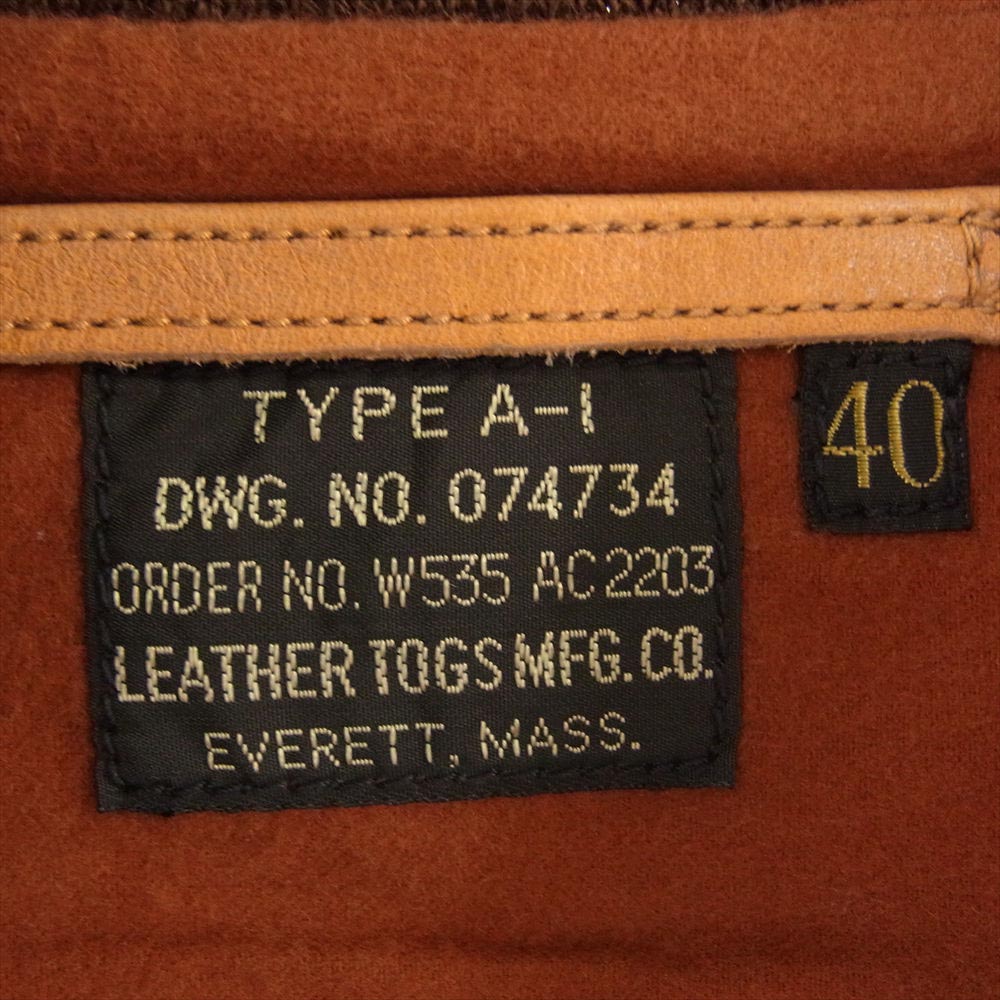 TYPE A-1
DWG. NO. 074734
ORDER NO. W535 AC2203
LEATHER TOGS MFG. CO.
EVERETT, MASS.
40